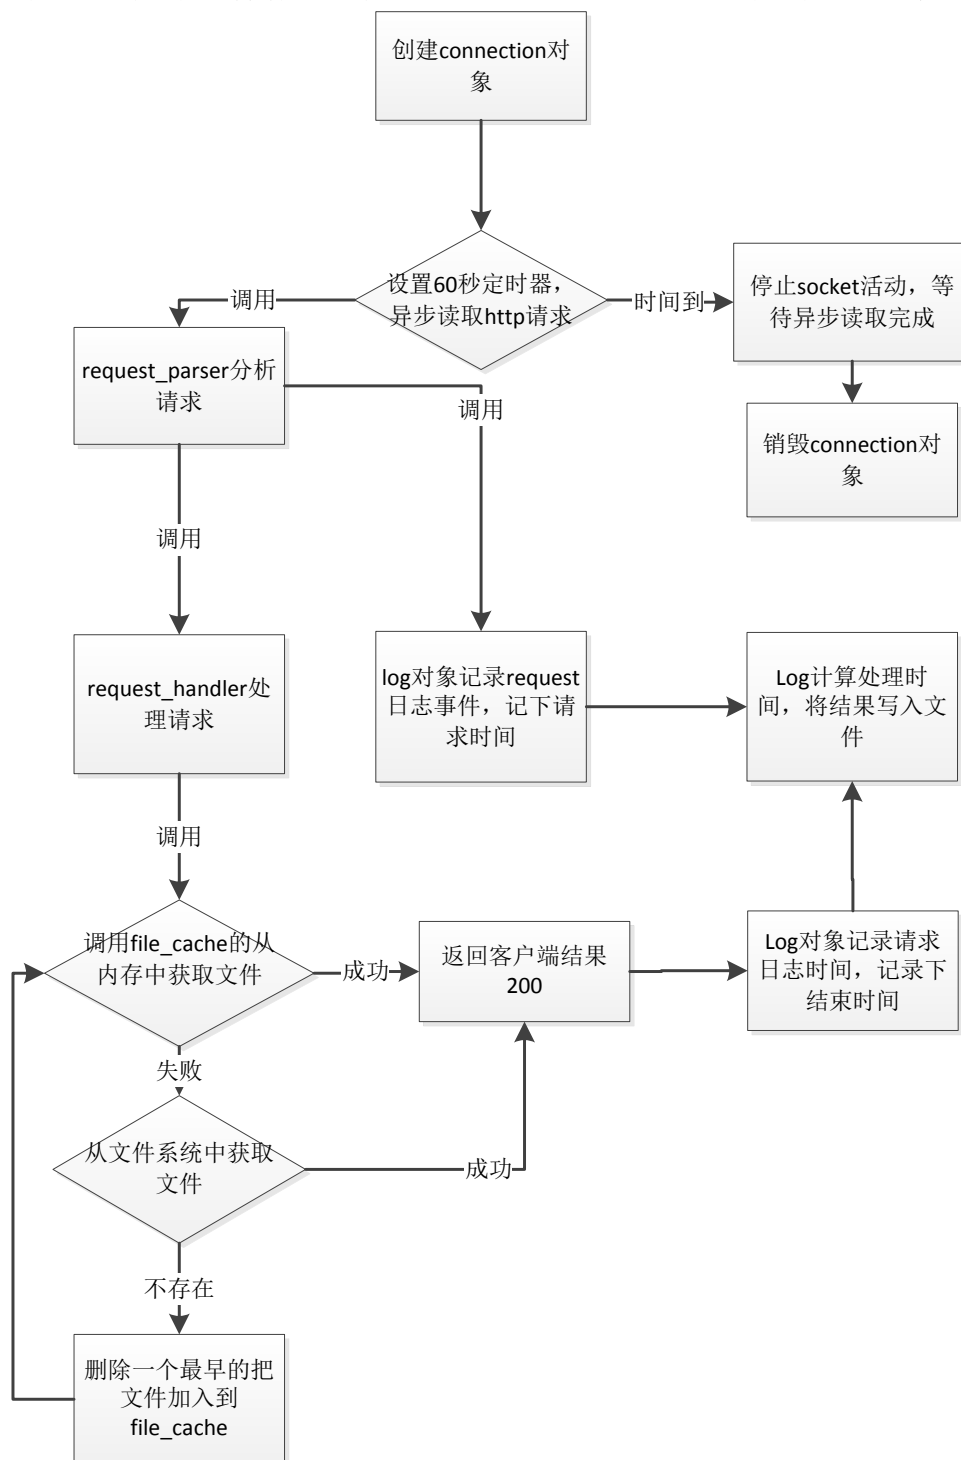 创建connection对
象
设置60秒定时器，
异步读取http请求
调用
时间到
停止socket活动，等
待异步读取完成
request_parser分析
请求
调用
销毁connection对
象
调用
request_handler处
理请求
log对象记录request
日志事件，记下请
求时间
Log计算处理时
间，将结果写入文
件
调用
调用file_cache的从
内存中获取文件
成功
返回客户端结果
200
Log对象记录请求
日志时间，记录下
结束时间
失败
从文件系统中获取
文件
成功
不存在
删除一个最早的把
文件加入到
file_cache